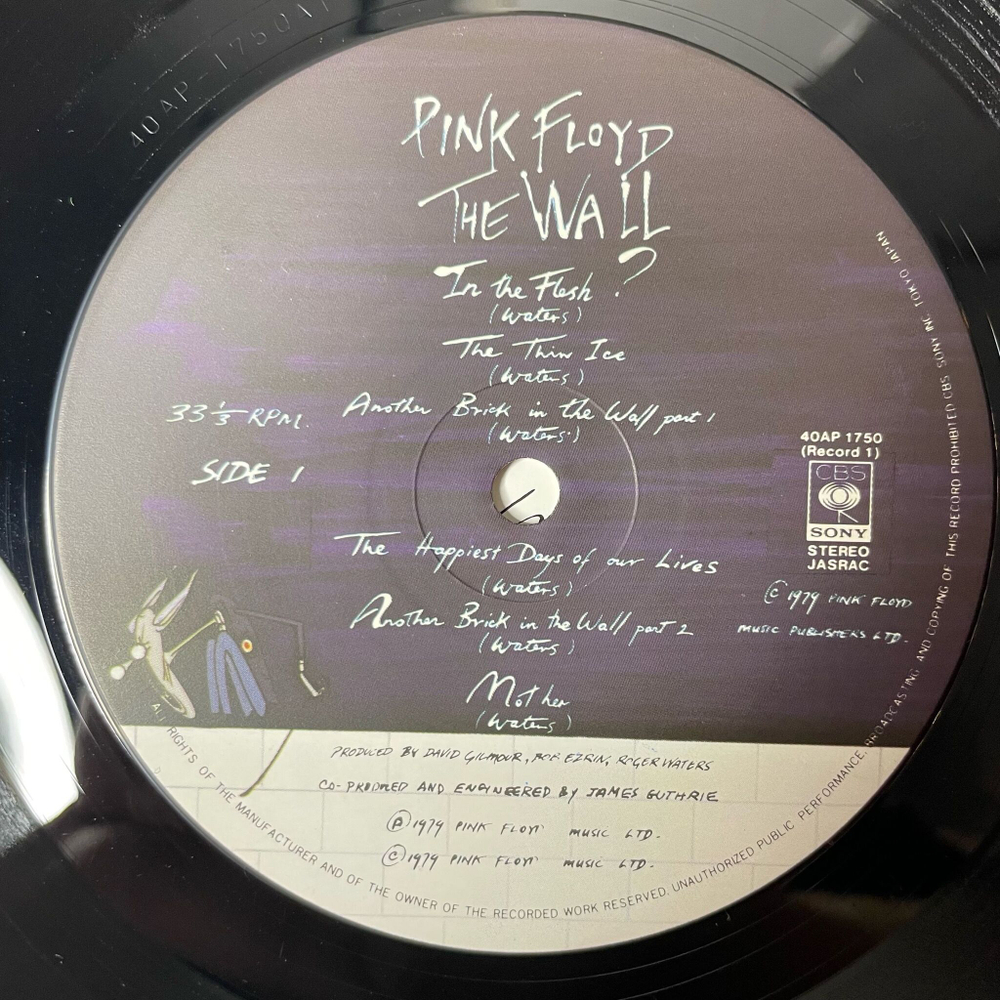 40AP-1750A1
PINK FLOYD
THE WALL
In the Flesh ?
(Waters)
The Thin Ice
(Waters)
33 1/3 RPM.
Another Brick in the Wall part 1
(Waters)
SIDE 1
40AP 1750
(Record 1)
CBS
SONY
STEREO
JASRAC
The Happiest Days of our Lives
(Waters)
Another Brick in the Wall part 2
(Waters)
© 1979 PINK FLOYD
MUSIC PUBLISHERS LTD.
Mother
(Waters)
PRODUCED BY DAVID GILMOUR, BOB EZRIN, ROGER WATERS
CO-PRODUCED AND ENGINEERED BY JAMES GUTHRIE
Ⓟ 1979 PINK FLOYD MUSIC LTD.
© 1979 PINK FLOYD MUSIC LTD.
ALL RIGHTS OF THE MANUFACTURER AND OF THE OWNER OF THE RECORDED WORK RESERVED. UNAUTHORIZED PUBLIC PERFORMANCE, BROADCASTING AND COPYING OF THIS RECORD PROHIBITED CBS SONY INC. TOKYO JAPAN